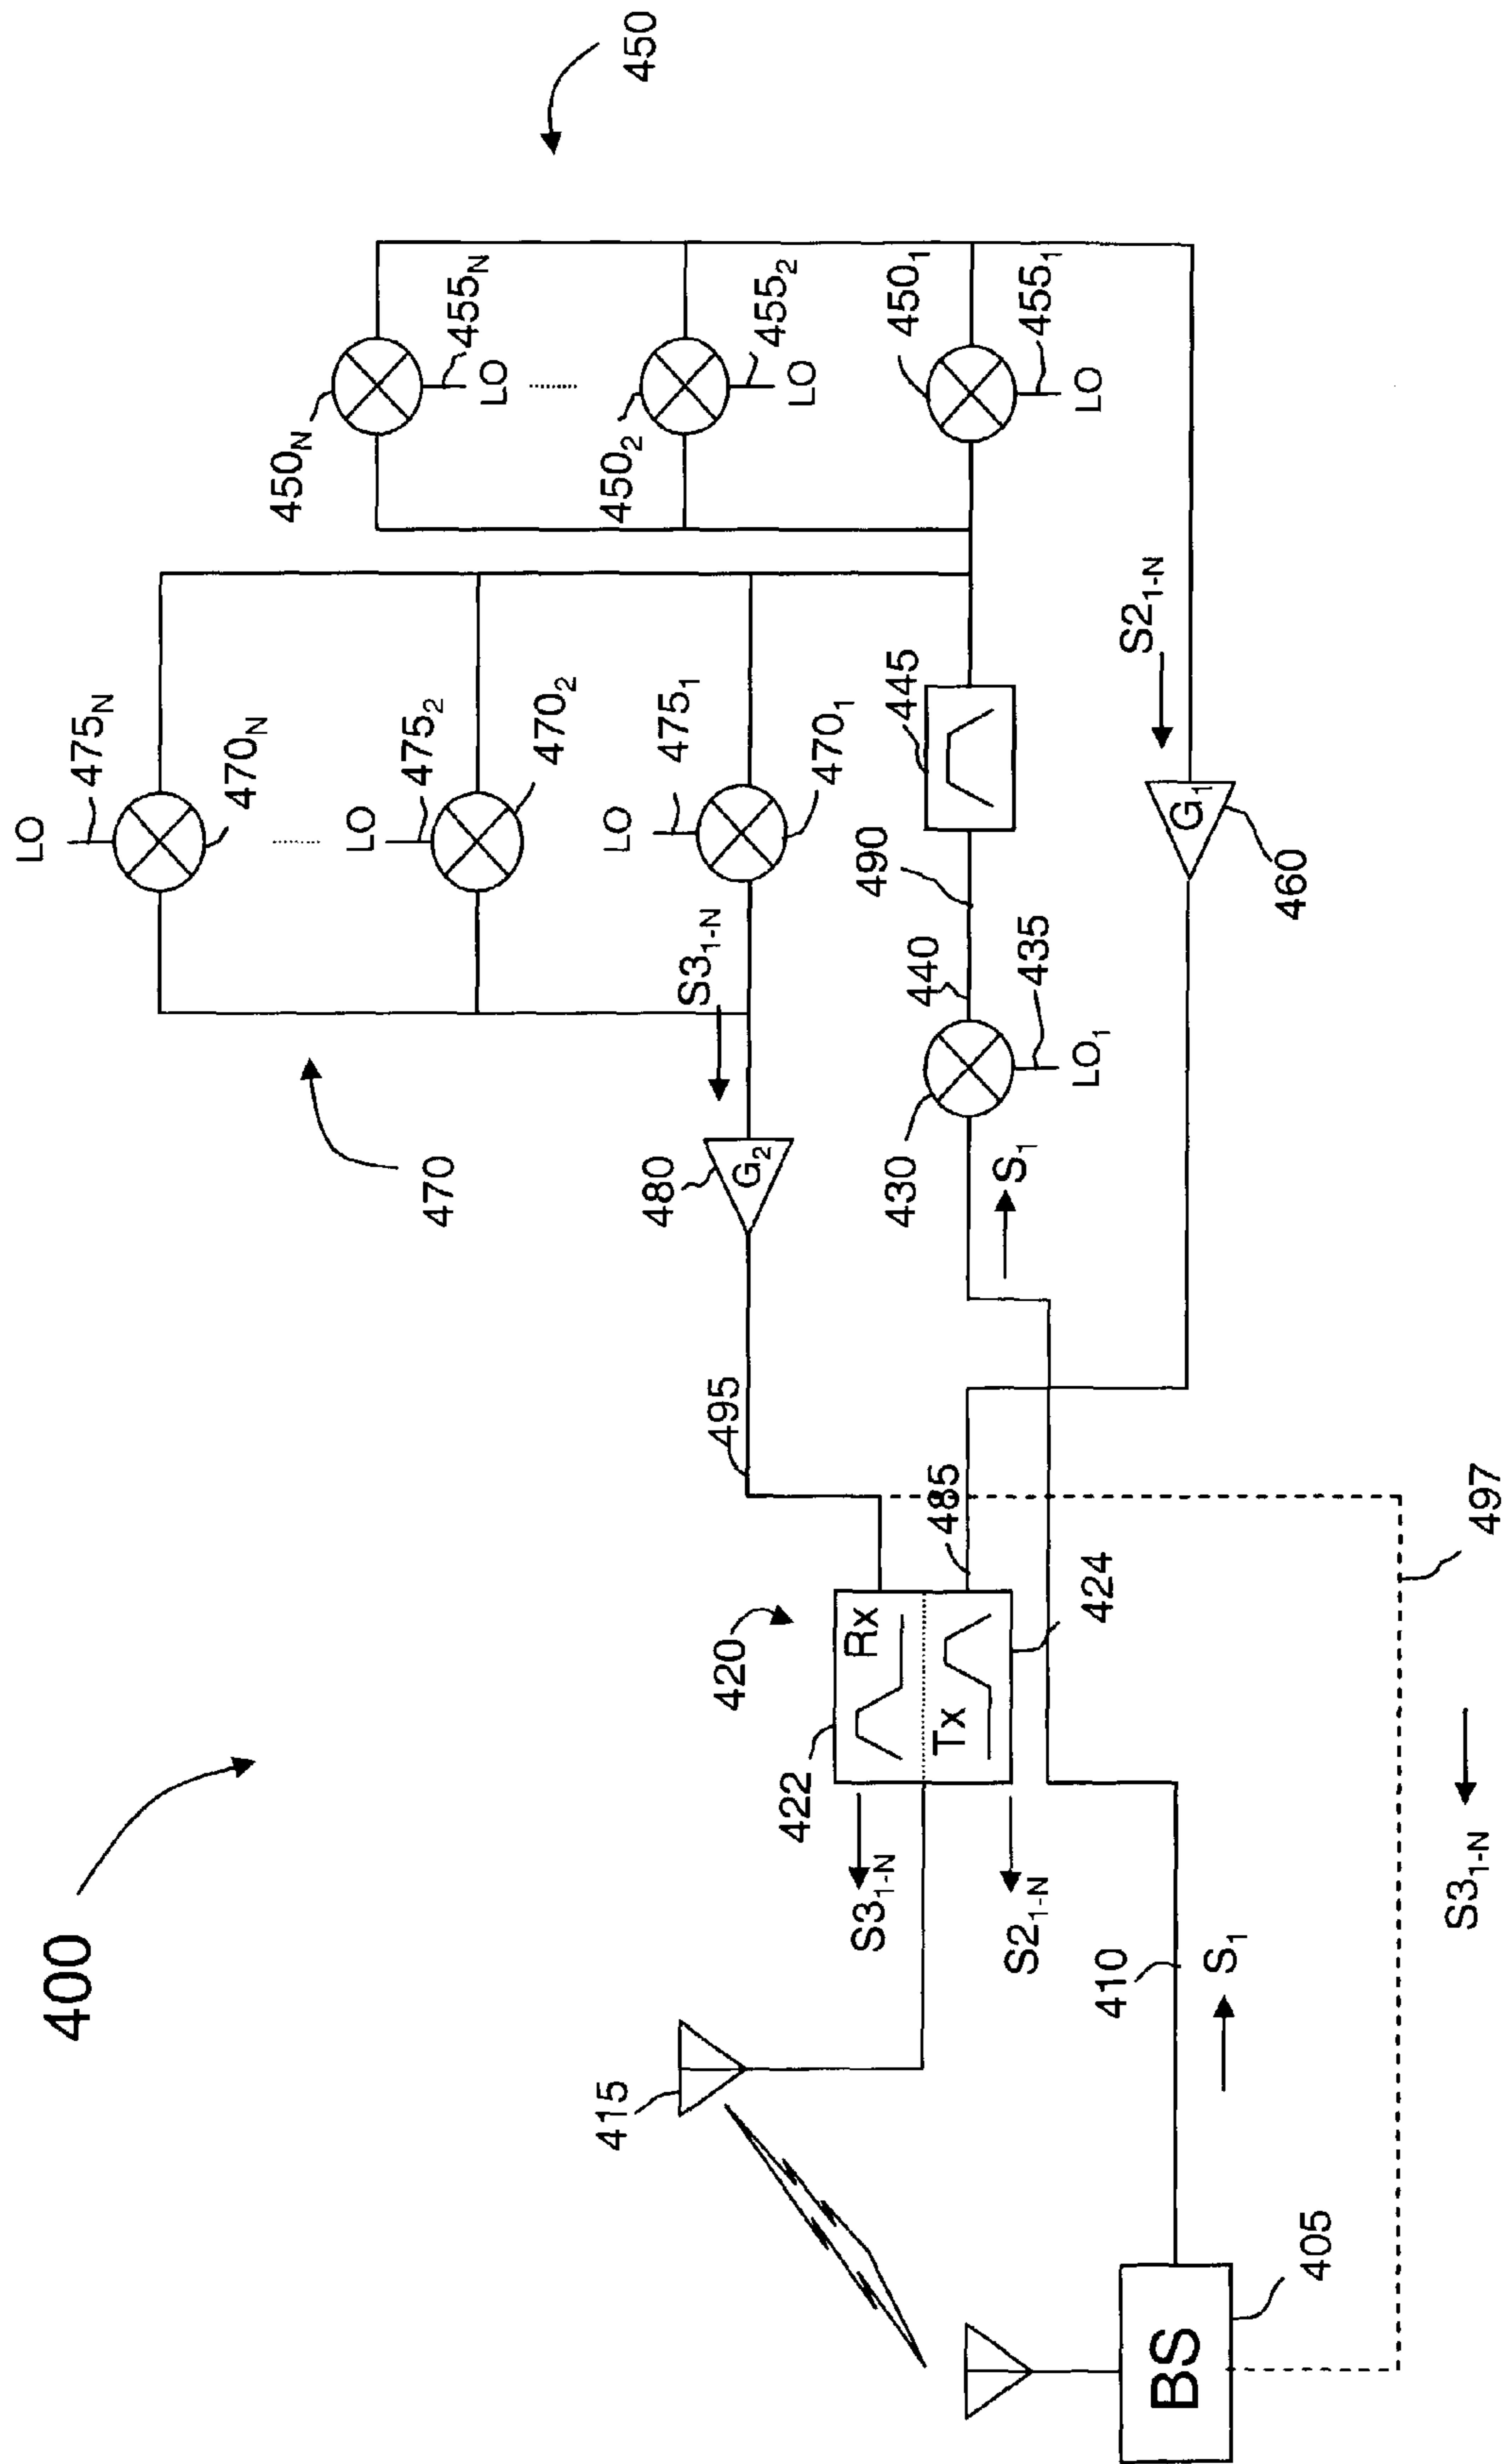 400
450
LO
475N
470N
LO
475₂
470₂
LO
475₁
470₁
470
S3₁₋N
480
G₂
495
450N
455N
LO
450₂
455₂
LO
450₁
455₁
LO
445
490
440
430
435
LO₁
S₁
S2₁₋N
G₁
460
420
422
Rx
Tx
485
424
S3₁₋N
S2₁₋N
497
415
410
S₁
BS
405
S3₁₋N